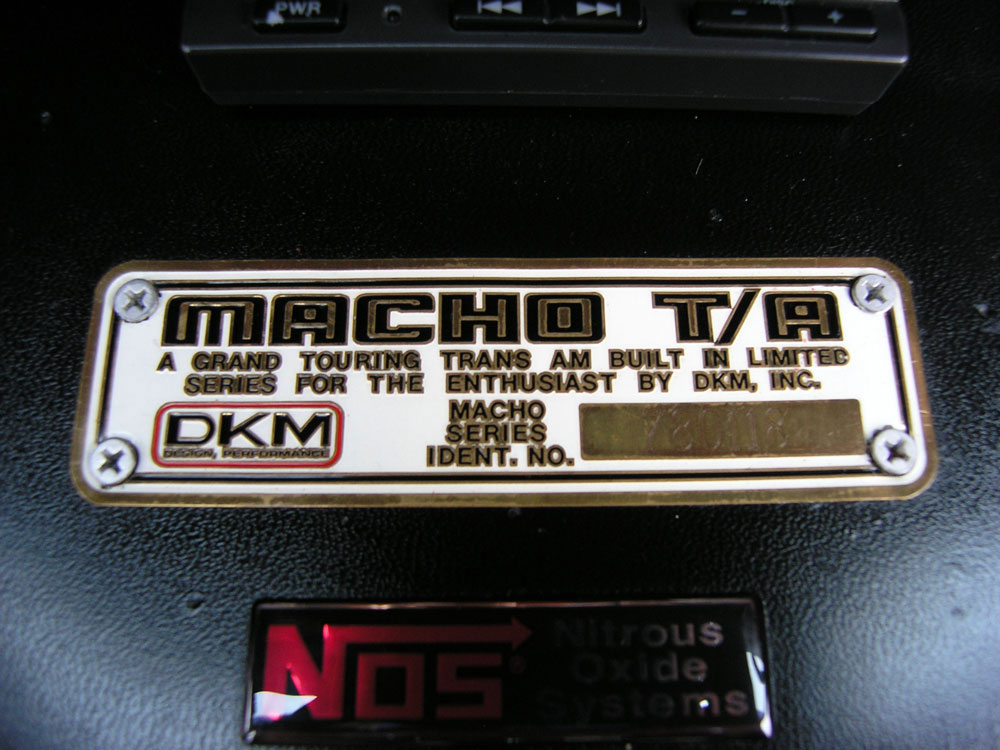 PWR
MACHO T/A
A GRAND TOURING TRANS AM BUILT IN LIMITED
SERIES FOR THE ENTHUSIAST BY DKM, INC.
DKM
DESIGN, PERFORMANCE
MACHO
SERIES
IDENT. NO.
NOS®
Nitrous
Oxide
Systems